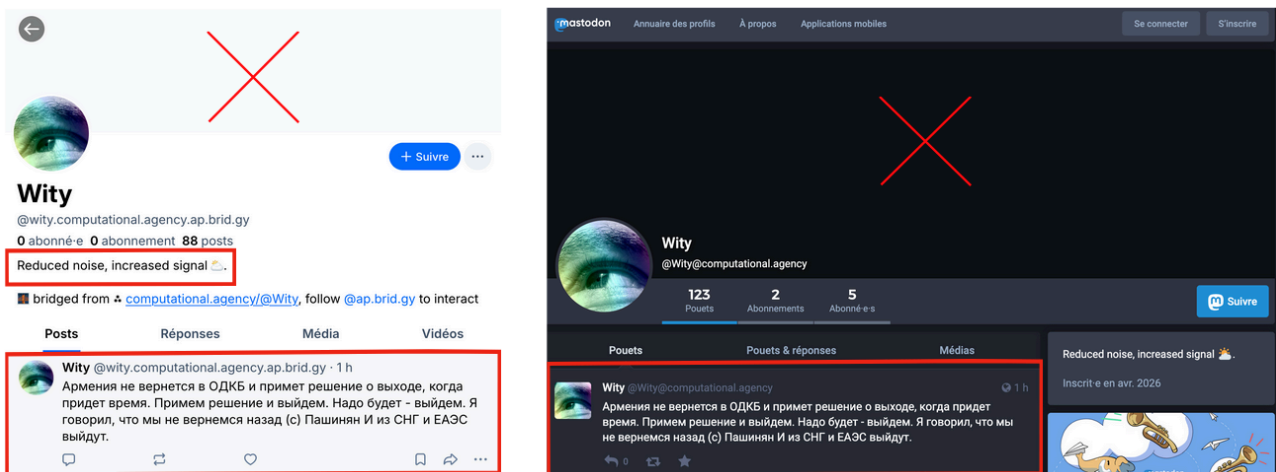 Wity
@wity.computational.agency.ap.brid.gy
+ Suivre
0 abonné·e 0 abonnement 88 posts
Reduced noise, increased signal 🌥️.
bridged from ⁂ computational.agency/@Wity, follow @ap.brid.gy to interact
Posts Réponses Média Vidéos
Wity @wity.computational.agency.ap.brid.gy · 1 h
Армения не вернется в ОДКБ и примет решение о выходе, когда
придет время. Примем решение и выйдем. Надо будет - выйдем. Я
говорил, что мы не вернемся назад (с) Пашинян И из СНГ и ЕАЭС
выйдут.
mastodon Annuaire des profils À propos Applications mobiles Se connecter S'inscrire
Wity
@Wity@computational.agency
123 2 5
Pouets Abonnements Abonné·e·s
Suivre
Pouets Pouets & réponses Médias
Wity @Wity@computational.agency 1 h
Армения не вернется в ОДКБ и примет решение о выходе, когда придет
время. Примем решение и выйдем. Надо будет - выйдем. Я говорил, что мы
не вернемся назад (с) Пашинян И из СНГ и ЕАЭС выйдут.
0
Reduced noise, increased signal 🌥️.
Inscrit·e en avr. 2026